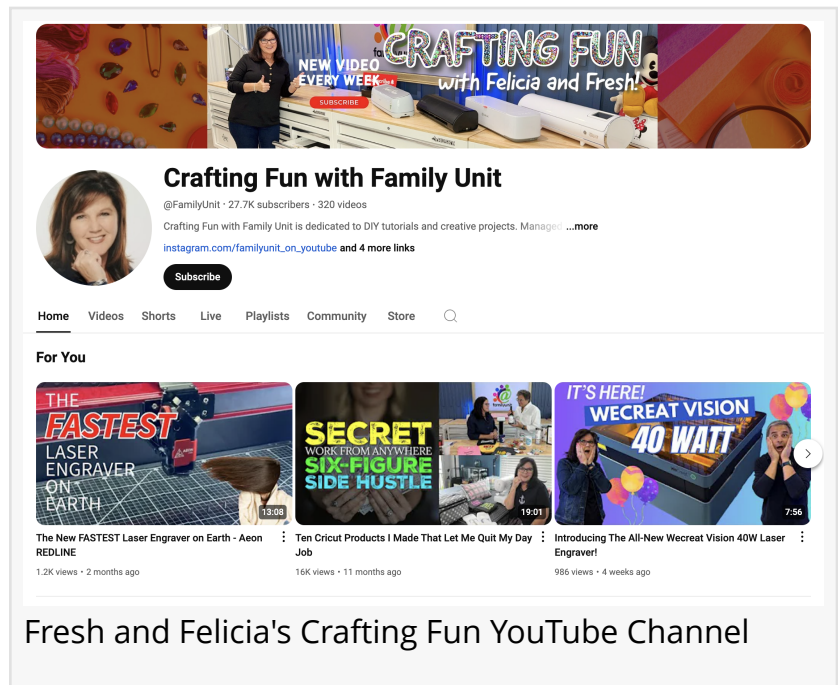 CRAFTING FUN
with Felicia and Fresh!
NEW VIDEO
EVERY WEEK
SUBSCRIBE
Crafting Fun with Family Unit
@FamilyUnit · 27.7K subscribers · 320 videos
Crafting Fun with Family Unit is dedicated to DIY tutorials and creative projects. Managed ...more
instagram.com/familyunit_on_youtube and 4 more links
Subscribe
Home Videos Shorts Live Playlists Community Store
For You
THE
FASTEST
LASER
ENGRAVER
ON
EARTH
13:08
SECRET
WORK FROM ANYWHERE
SIX-FIGURE
SIDE HUSTLE
familyunit
19:01
IT'S HERE!
WECREAT VISION
40 WATT
7:56
The New FASTEST Laser Engraver on Earth - Aeon
REDLINE
1.2K views • 2 months ago
Ten Cricut Products I Made That Let Me Quit My Day
Job
16K views • 11 months ago
Introducing The All-New Wecreat Vision 40W Laser
Engraver!
986 views • 4 weeks ago
Fresh and Felicia's Crafting Fun YouTube Channel